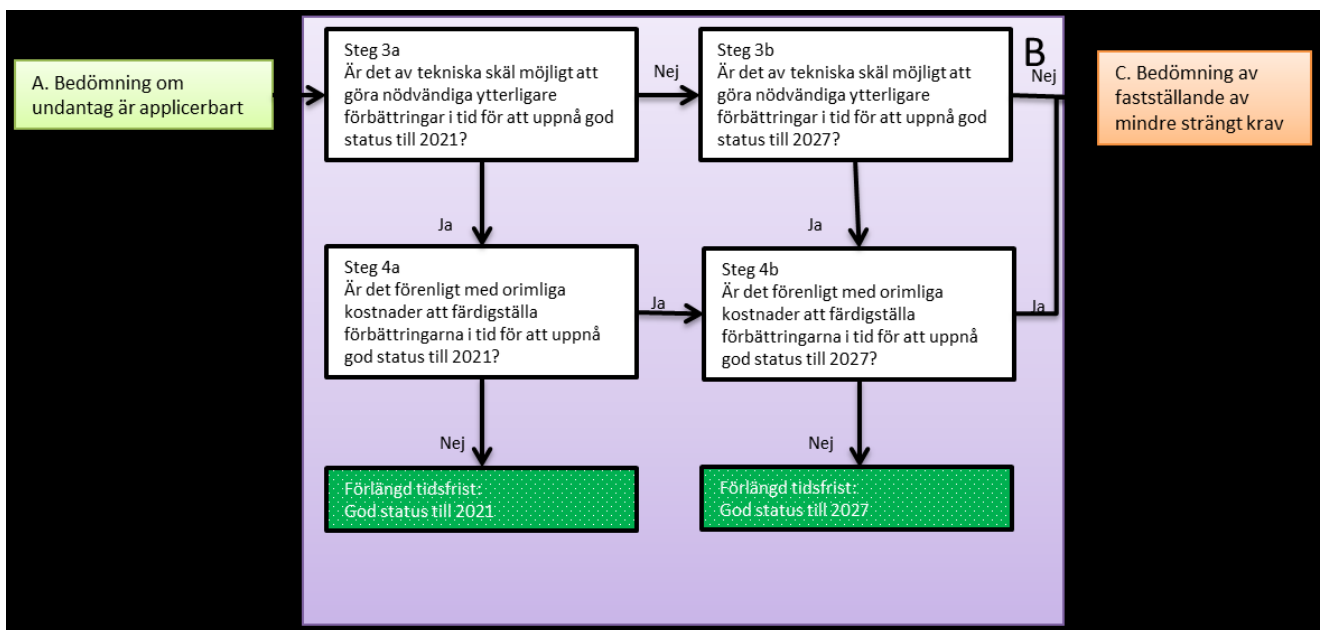 A. Bedömning om
undantag är applicerbart
Steg 3a
Är det av tekniska skäl möjligt att
göra nödvändiga ytterligare
förbättringar i tid för att uppnå god
status till 2021?
Nej
Steg 3b
Är det av tekniska skäl möjligt att
göra nödvändiga ytterligare
förbättringar i tid för att uppnå god
status till 2027?
B
Nej
C. Bedömning av
fastställande av
mindre strängt krav
Ja
Ja
Steg 4a
Är det förenligt med orimliga
kostnader att färdigställa
förbättringarna i tid för att uppnå
god status till 2021?
Ja
Steg 4b
Är det förenligt med orimliga
kostnader att färdigställa
förbättringarna i tid för att uppnå
god status till 2027?
Ja
Nej
Nej
Förlängd tidsfrist:
God status till 2021
Förlängd tidsfrist:
God status till 2027